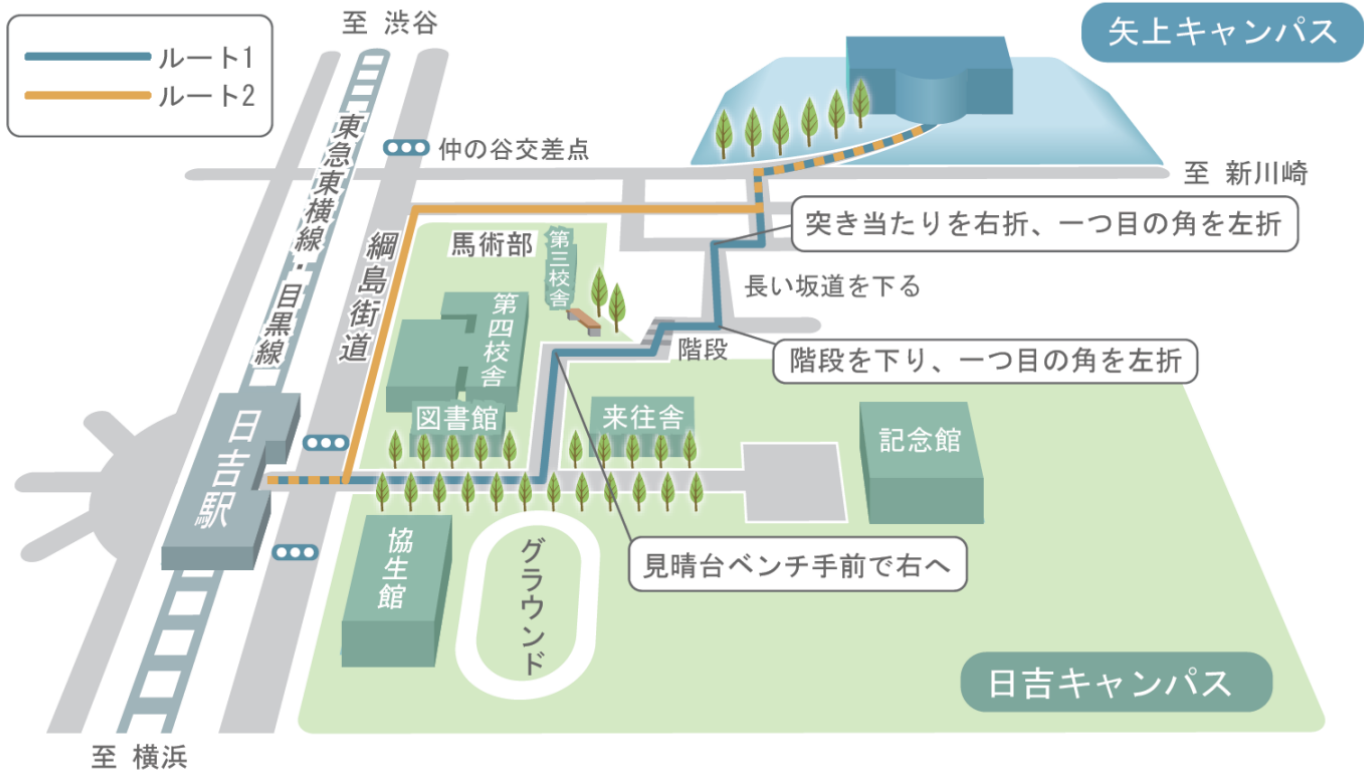 ルート1
ルート2
至 渋谷
矢上キャンパス
東急東横線・目黒線
仲の谷交差点
至 新川崎
綱島街道
馬術部
第三校舎
突き当たりを右折、一つ目の角を左折
長い坂道を下る
第四校舎
階段
階段を下り、一つ目の角を左折
図書館
来往舎
記念館
日吉駅
協生館
グラウンド
見晴台ベンチ手前で右へ
日吉キャンパス
至 横浜